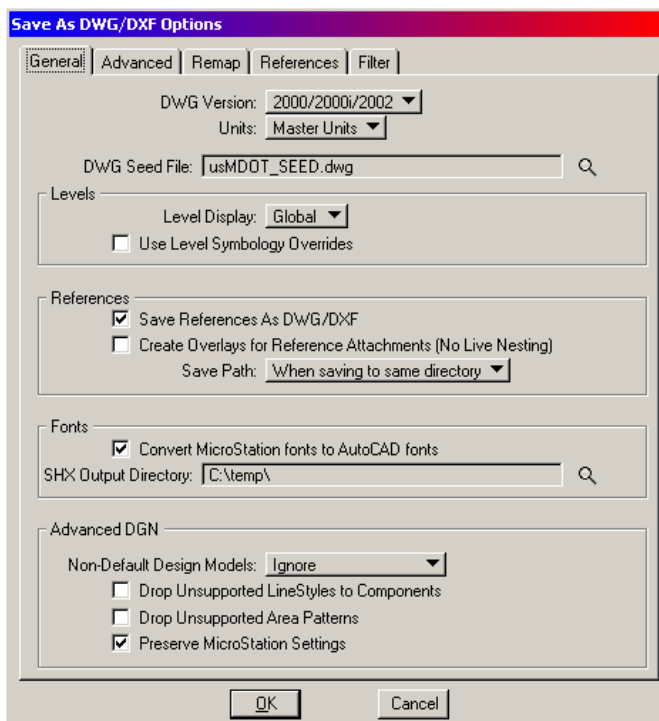 Save As DWG/DXF Options
General Advanced Remap References Filter
DWG Version: 2000/2000i/2002
Units: Master Units
DWG Seed File: usMDOT_SEED.dwg
Levels
Level Display: Global
Use Level Symbology Overrides
References
Save References As DWG/DXF
Create Overlays for Reference Attachments (No Live Nesting)
Save Path: When saving to same directory
Fonts
Convert MicroStation fonts to AutoCAD fonts
SHX Output Directory: C:\temp\
Advanced DGN
Non-Default Design Models: Ignore
Drop Unsupported LineStyles to Components
Drop Unsupported Area Patterns
Preserve MicroStation Settings
OK Cancel